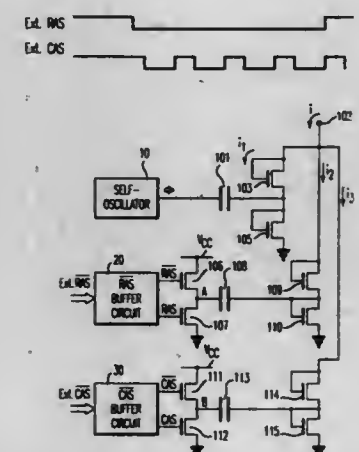 Ext. RAS
Ext. CAS
i
102
10
101
i1
i2
i3
SELF-
OSCILLATOR
Φ
103
105
VCC
20
106
108
Ext.RAS
RAS
BUFFER
CIRCUIT
RAS
A
109
RAS
107
110
VCC
30
111
113
114
Ext.CAS
CAS
BUFFER
CIRCUIT
CAS
B
CAS
112
115